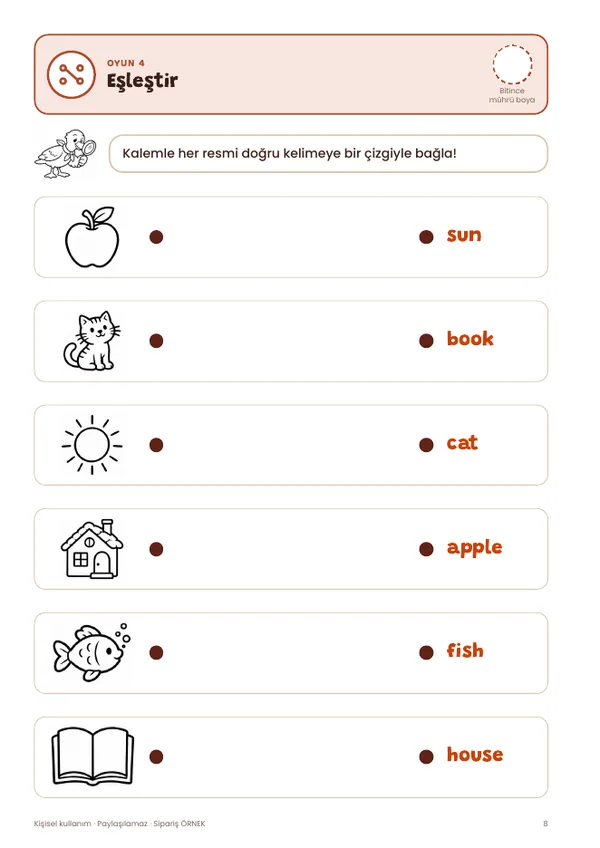 OYUN 4
Eşleştir
Bitince
mührü boya
Kalemle her resmi doğru kelimeye bir çizgiyle bağla!
sun
book
cat
apple
fish
house
Kişisel kullanım · Paylaşılamaz · Sipariş ÖRNEK
8